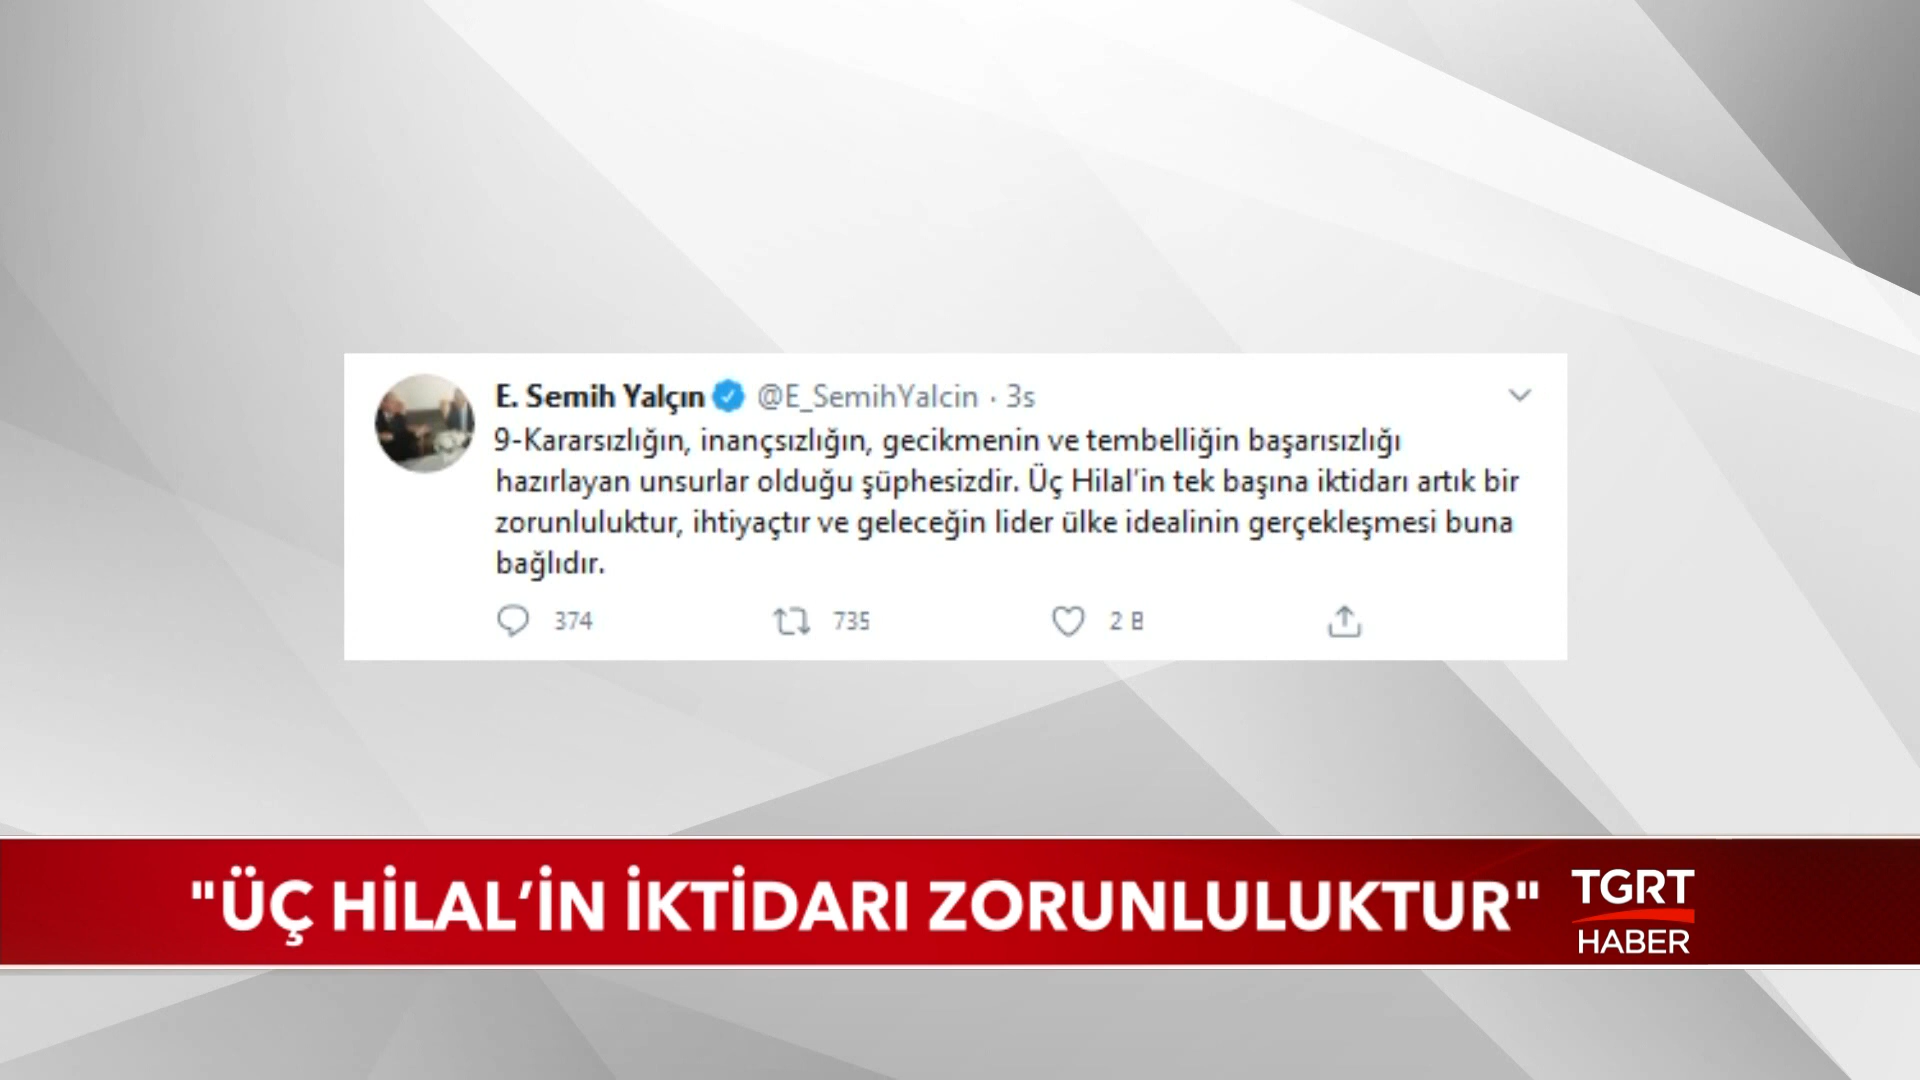 E. Semih Yalçın @E_SemihYalcin · 3s
9-Kararsızlığın, inançsızlığın, gecikmenin ve tembelliğin başarısızlığı
hazırlayan unsurlar olduğu şüphesizdir. Üç Hilal'in tek başına iktidarı artık bir
zorunluluktur, ihtiyaçtır ve geleceğin lider ülke idealinin gerçekleşmesi buna
bağlıdır.
374 735 2 B
"ÜÇ HİLAL’İN İKTİDARI ZORUNLULUKTUR"
TGRT
HABER